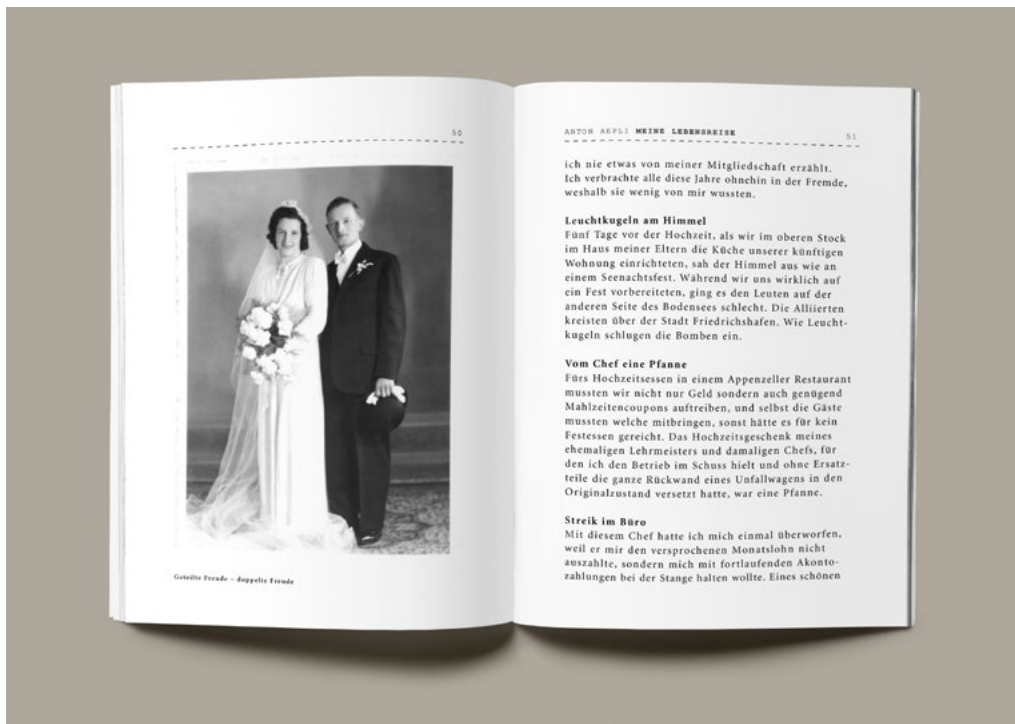 50
Geteilte Freude – doppelte Freude
ANTON AEPLI MEINE LEBENSREISE 51
ich nie etwas von meiner Mitgliedschaft erzählt.
Ich verbrachte alle diese Jahre ohnehin in der Fremde,
weshalb sie wenig von mir wussten.
Leuchtkugeln am Himmel
Fünf Tage vor der Hochzeit, als wir im oberen Stock
im Haus meiner Eltern die Küche unserer künftigen
Wohnung einrichteten, sah der Himmel aus wie an
einem Seenachtsfest. Während wir uns wirklich auf
ein Fest vorbereiteten, ging es den Leuten auf der
anderen Seite des Bodensees schlecht. Die Alliierten
kreisten über der Stadt Friedrichshafen. Wie Leucht-
kugeln schlugen die Bomben ein.
Vom Chef eine Pfanne
Fürs Hochzeitsessen in einem Appenzeller Restaurant
mussten wir nicht nur Geld sondern auch genügend
Mahlzeitencoupons auftreiben, und selbst die Gäste
mussten welche mitbringen, sonst hätte es für kein
Festessen gereicht. Das Hochzeitsgeschenk meines
ehemaligen Lehrmeisters und damaligen Chefs, für
den ich den Betrieb im Schuss hielt und ohne Ersatz-
teile die ganze Rückwand eines Unfallwagens in den
Originalzustand versetzt hatte, war eine Pfanne.
Streik im Büro
Mit diesem Chef hatte ich mich einmal überworfen,
weil er mir den versprochenen Monatslohn nicht
auszahlte, sondern mich mit fortlaufenden Akonto-
zahlungen bei der Stange halten wollte. Eines schönen